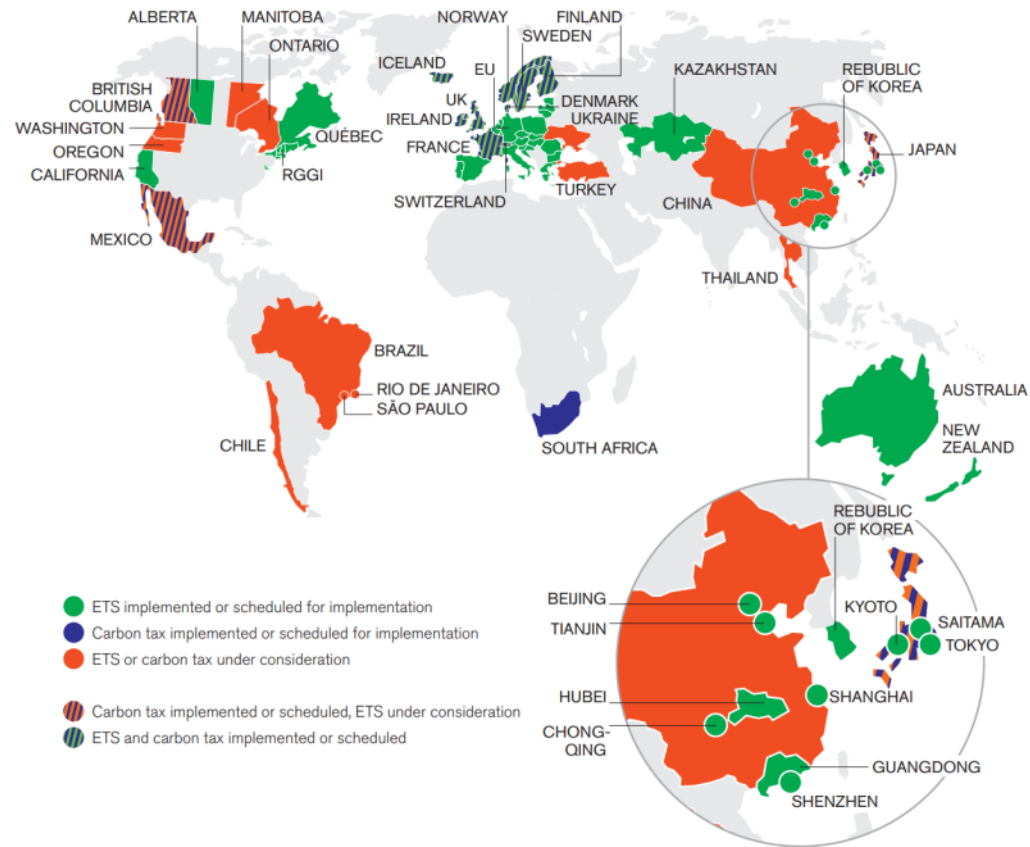 ALBERTA
MANITOBA
ONTARIO
BRITISH
COLUMBIA
WASHINGTON
OREGON
CALIFORNIA
QUÉBEC
RGGI
MEXICO
NORWAY
FINLAND
SWEDEN
ICELAND
EU
UK
IRELAND
DENMARK
UKRAINE
FRANCE
SWITZERLAND
TURKEY
KAZAKHSTAN
REPUBLIC
OF KOREA
JAPAN
CHINA
THAILAND
BRAZIL
RIO DE JANEIRO
SÃO PAULO
CHILE
SOUTH AFRICA
AUSTRALIA
NEW
ZEALAND
REBUBLIC
OF KOREA
BEIJING
TIANJIN
KYOTO
SAITAMA
TOKYO
HUBEI
SHANGHAI
CHONG-
QING
GUANGDONG
SHENZHEN
ETS implemented or scheduled for implementation
Carbon tax implemented or scheduled for implementation
ETS or carbon tax under consideration
Carbon tax implemented or scheduled, ETS under consideration
ETS and carbon tax implemented or scheduled